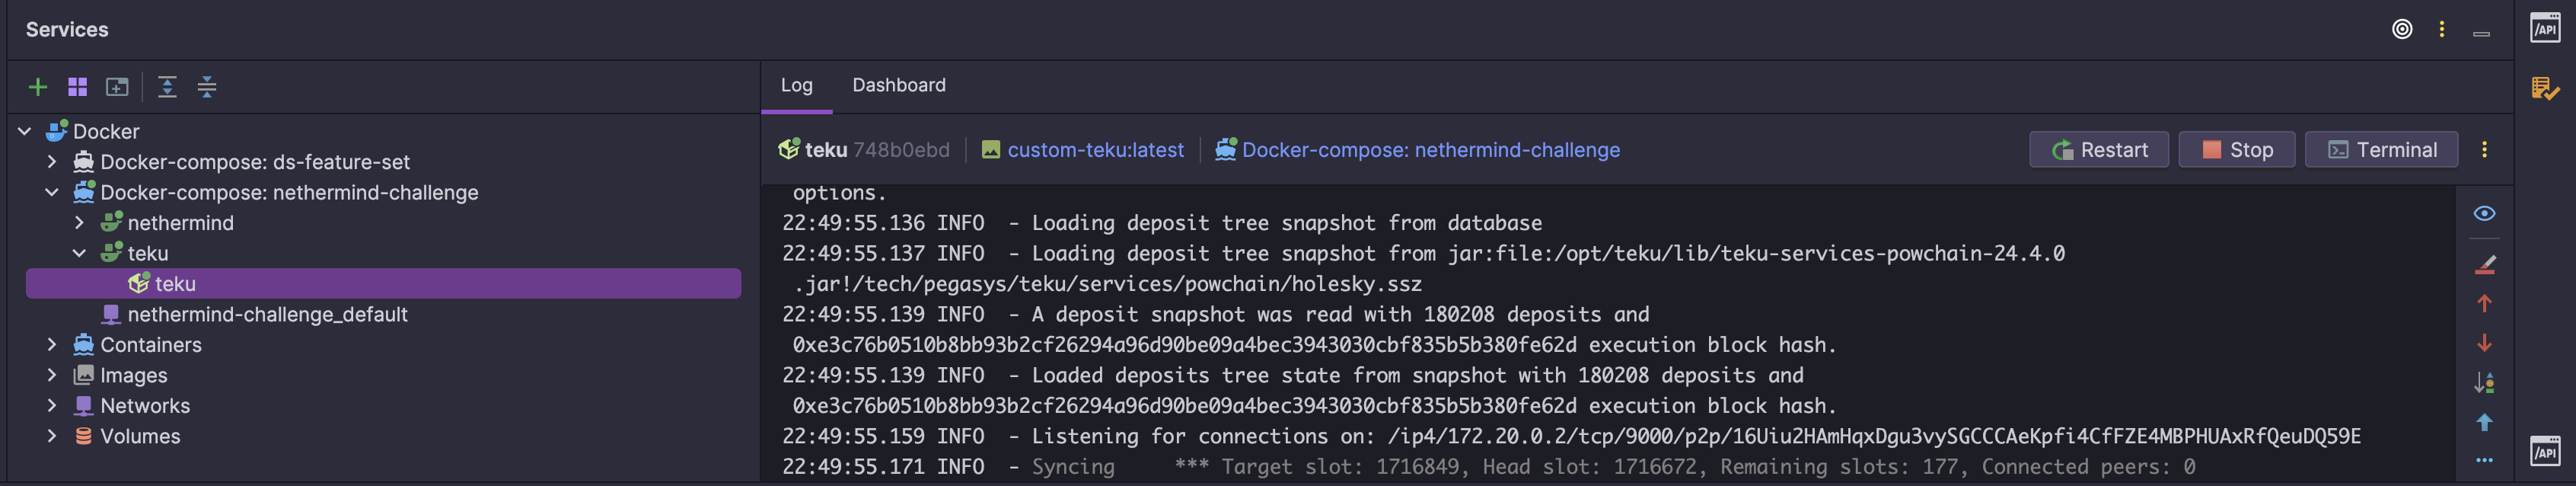 Services
Log Dashboard
Docker
Docker-compose: ds-feature-set
Docker-compose: nethermind-challenge
nethermind
teku
teku
nethermind-challenge_default
Containers
Images
Networks
Volumes
teku 748b0ebd custom-teku:latest Docker-compose: nethermind-challenge Restart Stop Terminal
options.
22:49:55.136 INFO - Loading deposit tree snapshot from database
22:49:55.137 INFO - Loading deposit tree snapshot from jar:file:/opt/teku/lib/teku-services-powchain-24.4.0
.jar!/tech/pegasys/teku/services/powchain/holesky.ssz
22:49:55.139 INFO - A deposit snapshot was read with 180208 deposits and
0xe3c76b0510b8bb93b2cf26294a96d90be09a4bec3943030cbf835b5b380fe62d execution block hash.
22:49:55.139 INFO - Loaded deposits tree state from snapshot with 180208 deposits and
0xe3c76b0510b8bb93b2cf26294a96d90be09a4bec3943030cbf835b5b380fe62d execution block hash.
22:49:55.159 INFO - Listening for connections on: /ip4/172.20.0.2/tcp/9000/p2p/16Uiu2HAmHqxDgu3vySGCCCAeKpfi4CfFZE4MBPHUAxRfQeuDQ59E
22:49:55.171 INFO - Syncing *** Target slot: 1716849, Head slot: 1716672, Remaining slots: 177, Connected peers: 0
/API
/API